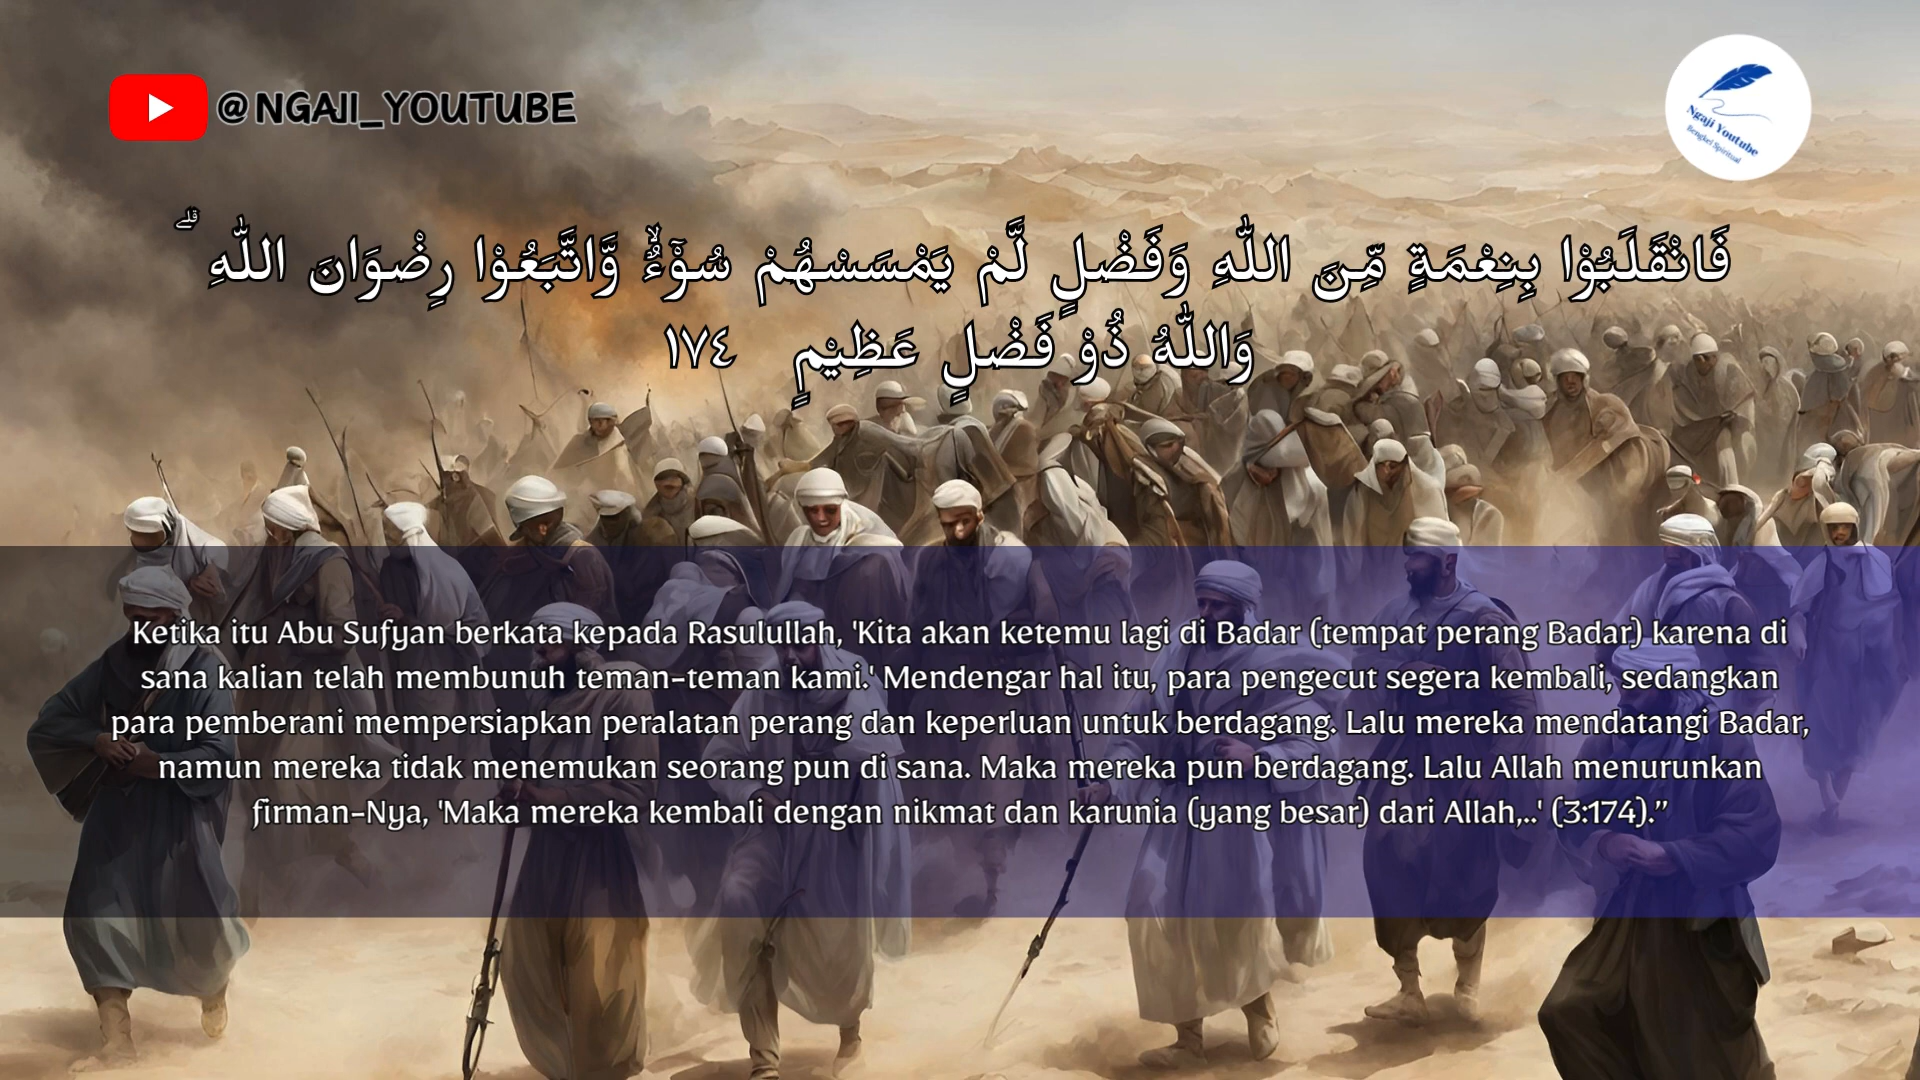 @NGAJI_YOUTUBE
Ngaji Youtube
Bengkel Spiritual
فَانْقَلَبُوْا بِنِعْمَةٍ مِّنَ اللّٰهِ وَفَضْلٍ لَّمْ يَمْسَسْهُمْ سُوْۤءٌۙ وَّاتَّبَعُوْا رِضْوَانَ اللّٰهِ ۗ
وَاللّٰهُ ذُوْ فَضْلٍ عَظِيْمٍ ١٧٤
Ketika itu Abu Sufyan berkata kepada Rasulullah, 'Kita akan ketemu lagi di Badar (tempat perang Badar) karena di
sana kalian telah membunuh teman-teman kami.' Mendengar hal itu, para pengecut segera kembali, sedangkan
para pemberani mempersiapkan peralatan perang dan keperluan untuk berdagang. Lalu mereka mendatangi Badar,
namun mereka tidak menemukan seorang pun di sana. Maka mereka pun berdagang. Lalu Allah menurunkan
firman-Nya, 'Maka mereka kembali dengan nikmat dan karunia (yang besar) dari Allah,..' (3:174).”